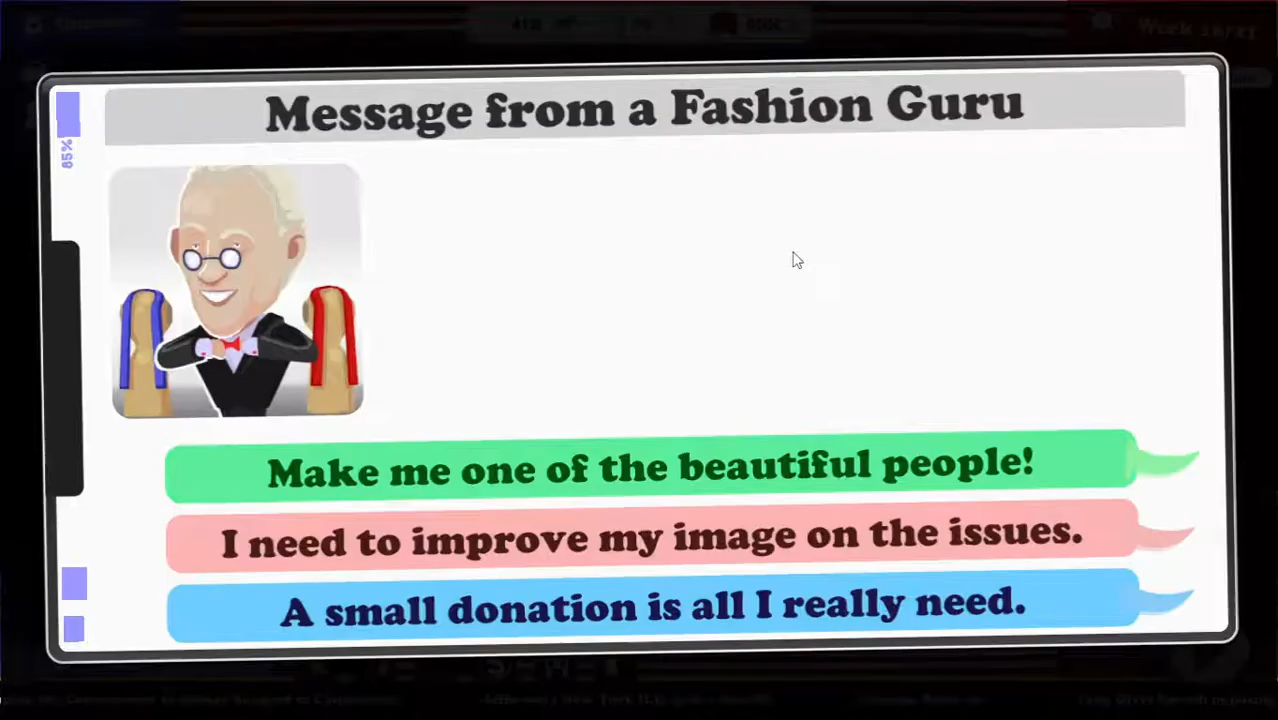 Message from a Fashion Guru
85%
Make me one of the beautiful people!
I need to improve my image on the issues.
A small donation is all I really need.